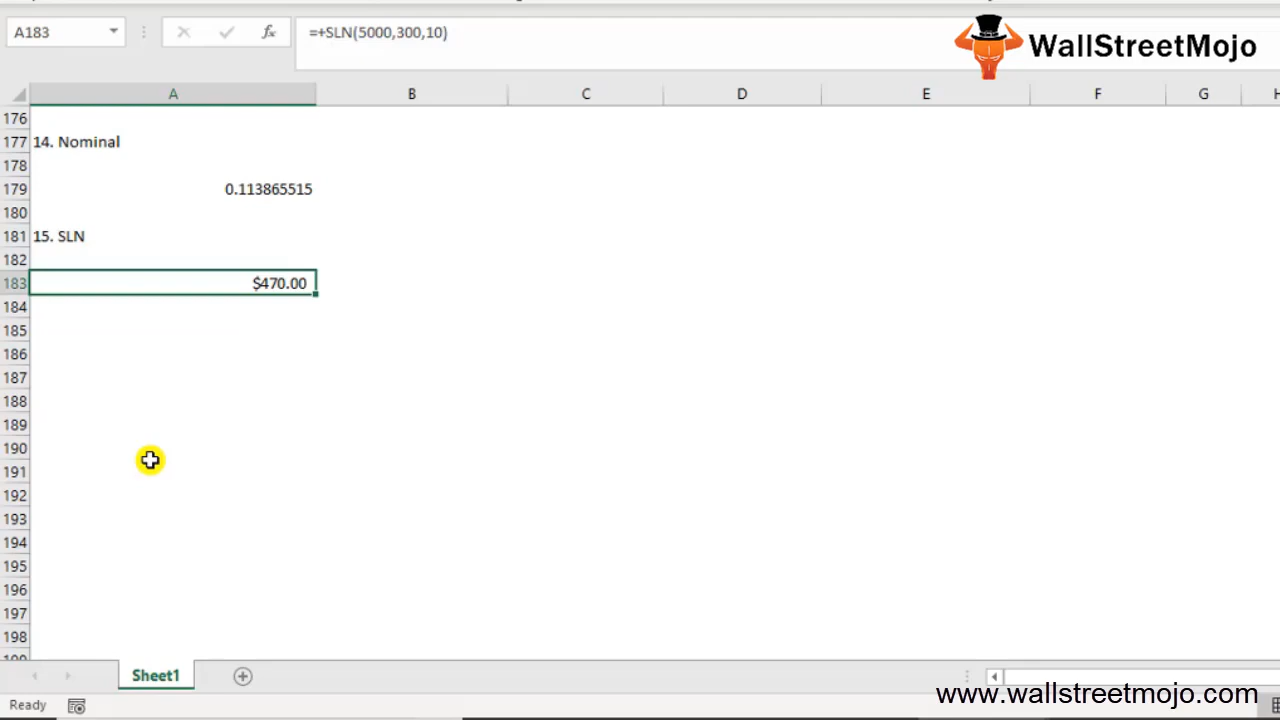 A183
fx
=+SLN(5000,300,10)
WallStreetMojo
A B C D E F G H
176
177 14. Nominal
178
179 0.113865515
180
181 15. SLN
182
183 $470.00
184
185
186
187
188
189
190
191
192
193
194
195
196
197
198
Sheet1
www.wallstreetmojo.com
Ready